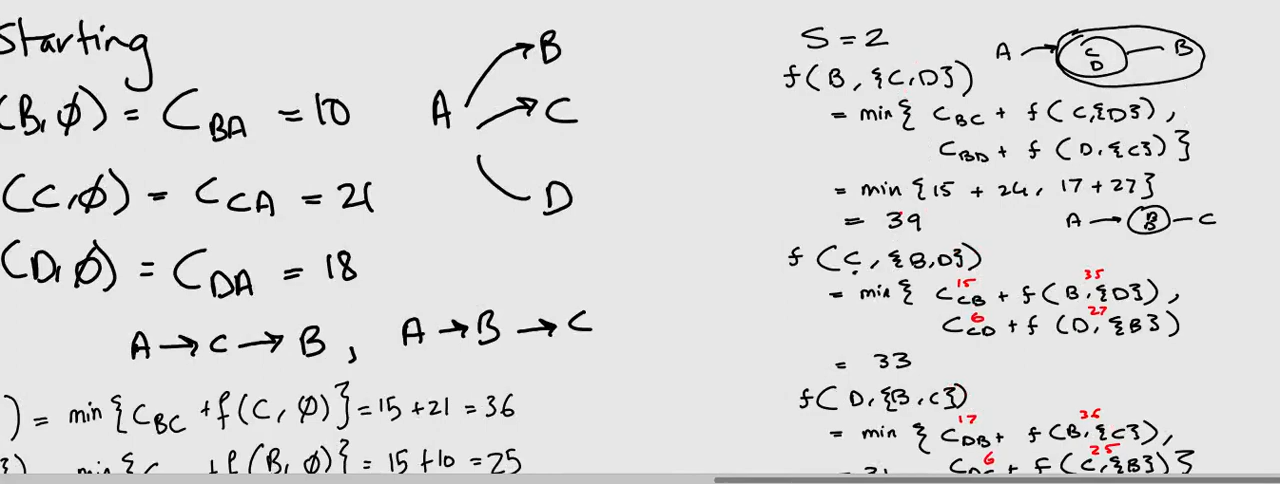 Starting
(B,φ) = C_BA = 10
(C,φ) = C_CA = 21
(D,φ) = C_DA = 18
A → B
→ C
D
A → C → B , A → B → C
) = min {C_BC + f(C, φ)} = 15 + 21 = 36
}) = min {C + f(B, φ)} = 15 + 10 = 25
S = 2
A → C D — B
f(B, {C,D})
= min{ C_BC + f(C,{D}) ,
C_BD + f(D,{C}) }
= min {15 + 24, 17 + 27}
= 39
A → — C
f(C, {B,D})
15 35
= min{ C_CB + f(B,{D}) ,
6 27
C_CD + f(D, {B})
= 33
f(D, {B,C})
17 36
= min { C_DB + f(B,{C}) ,
6 25
C_DC + f(C,{B}) }